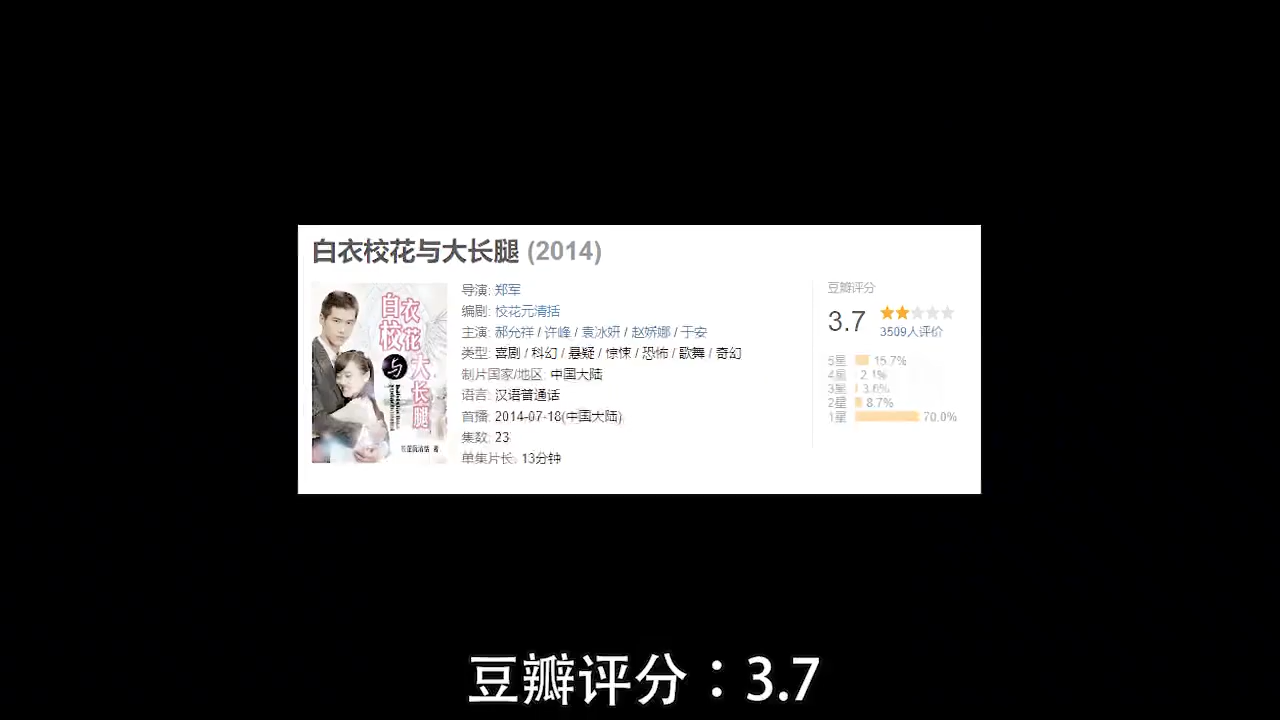 白衣校花与大长腿 (2014)
白衣
校花
与
大长腿
导演: 郑军
编剧: 校花元清括
主演: 郝允祥 / 许峰 / 袁冰妍 / 赵娇娜 / 于安
类型: 喜剧 / 科幻 / 悬疑 / 惊悚 / 恐怖 / 歌舞 / 奇幻
制片国家/地区: 中国大陆
语言: 汉语普通话
首播: 2014-07-18(中国大陆)
集数: 23
单集片长: 13分钟
豆瓣评分
3.7
3509人评价
5星 15.7%
4星 2.1%
3星 3.6%
2星 8.7%
1星 70.0%
豆瓣评分：3.7